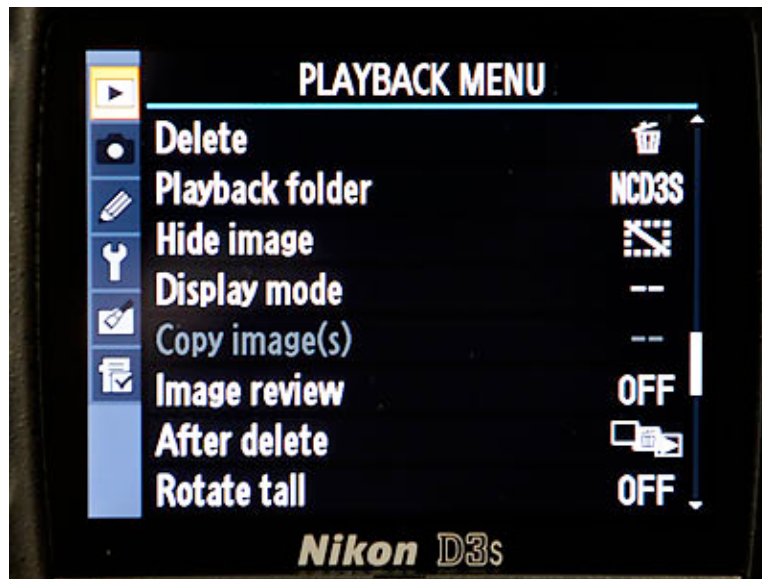 PLAYBACK MENU
Delete
Playback folder NCD3S
Hide image
Display mode --
Copy image(s) --
Image review OFF
After delete
Rotate tall OFF
Nikon D3s